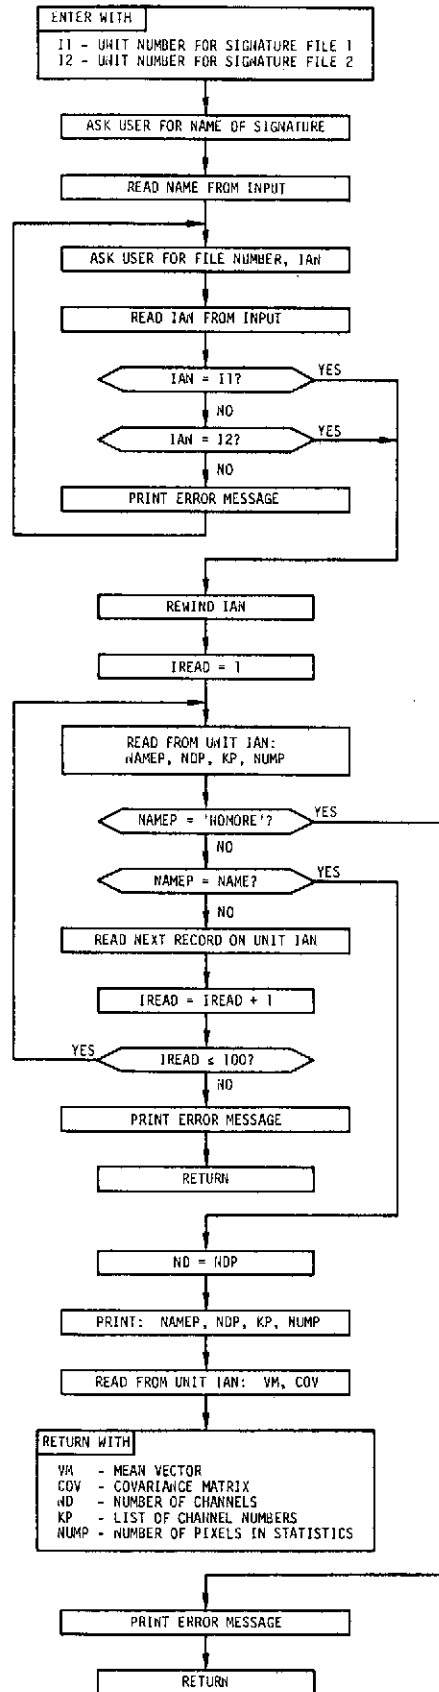 ENTER WITH
I1 - UNIT NUMBER FOR SIGNATURE FILE 1
I2 - UNIT NUMBER FOR SIGNATURE FILE 2
ASK USER FOR NAME OF SIGNATURE
READ NAME FROM INPUT
ASK USER FOR FILE NUMBER, IAN
READ IAN FROM INPUT
IAN = I1?
YES
NO
IAN = I2?
YES
NO
PRINT ERROR MESSAGE
REWIND IAN
IREAD = 1
READ FROM UNIT IAN:
NAMEP, NDP, KP, NUMP
NAMEP = 'NOMORE'?
YES
NO
NAMEP = NAME?
YES
NO
READ NEXT RECORD ON UNIT IAN
IREAD = IREAD + 1
YES
IREAD ≤ 100?
NO
PRINT ERROR MESSAGE
RETURN
ND = NDP
PRINT: NAMEP, NDP, KP, NUMP
READ FROM UNIT IAN: VM, COV
RETURN WITH
VM - MEAN VECTOR
COV - COVARIANCE MATRIX
ND - NUMBER OF CHANNELS
KP - LIST OF CHANNEL NUMBERS
NUMP - NUMBER OF PIXELS IN STATISTICS
PRINT ERROR MESSAGE
RETURN